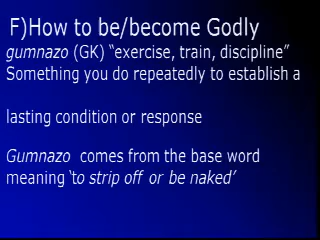 F)How to be/become Godly
gumnazo (GK) “exercise, train, discipline”
Something you do repeatedly to establish a
lasting condition or response
Gumnazo comes from the base word
meaning ‘to strip off or be naked’